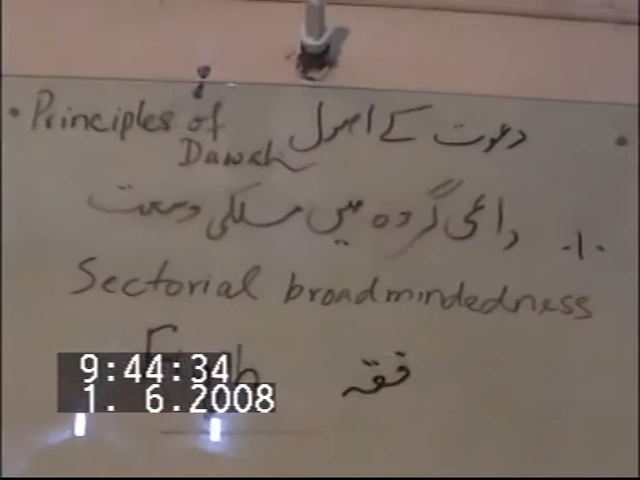 • Principles of Dawah دعوت کے اصول •
۱۰ داعی گروہ میں مسلکی وسعت
Sectorial broadmindedness
فقہ
9:44:34
1. 6.2008